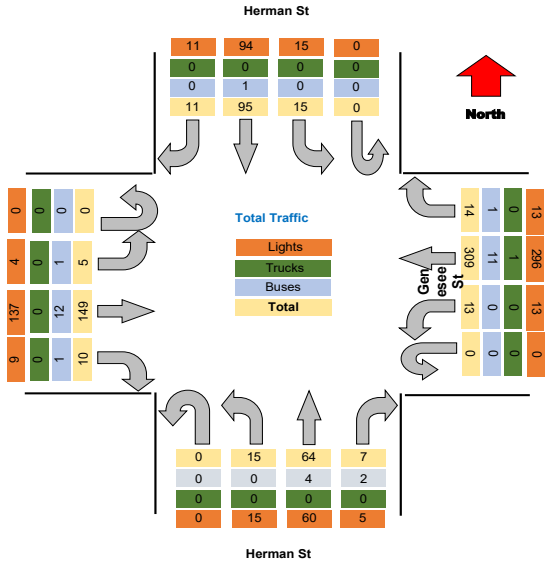 Herman St
11 94 15 0
0 0 0 0
0 1 0 0
11 95 15 0
North
0 0 0 0
4 0 1 5
137 0 12 149
9 0 1 10
Total Traffic
Lights
Trucks
Buses
Total
Gen
esee
St
14 1 0 13
309 11 1 296
13 0 0 13
0 0 0 0
0 15 64 7
0 0 4 2
0 0 0 0
0 15 60 5
Herman St